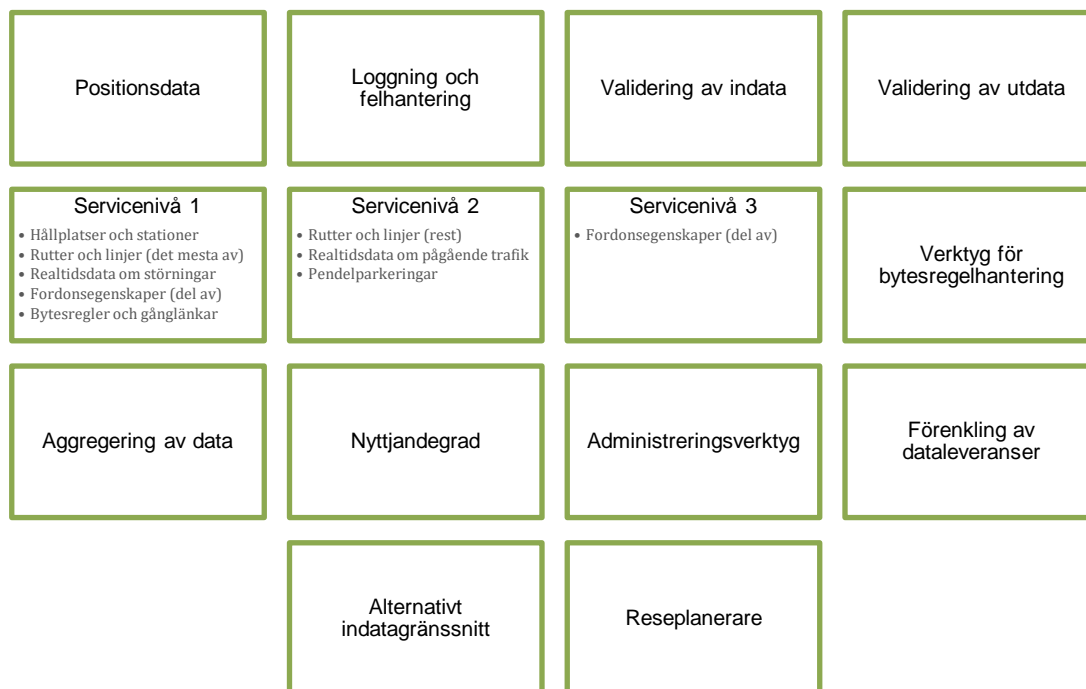 Positionsdata
Loggning och
felhantering
Validering av indata
Validering av utdata
Servicenivå 1
• Hållplatser och stationer
• Rutter och linjer (det mesta av)
• Realtidsdata om störningar
• Fordonsegenskaper (del av)
• Bytesregler och gånglänkar
Servicenivå 2
• Rutter och linjer (rest)
• Realtidsdata om pågående trafik
• Pendelparkeringar
Servicenivå 3
• Fordonsegenskaper (del av)
Verktyg för
bytesregelhantering
Aggregering av data
Nyttjandegrad
Administreringsverktyg
Förenkling av
dataleveranser
Alternativt
indatagränssnitt
Reseplanerare